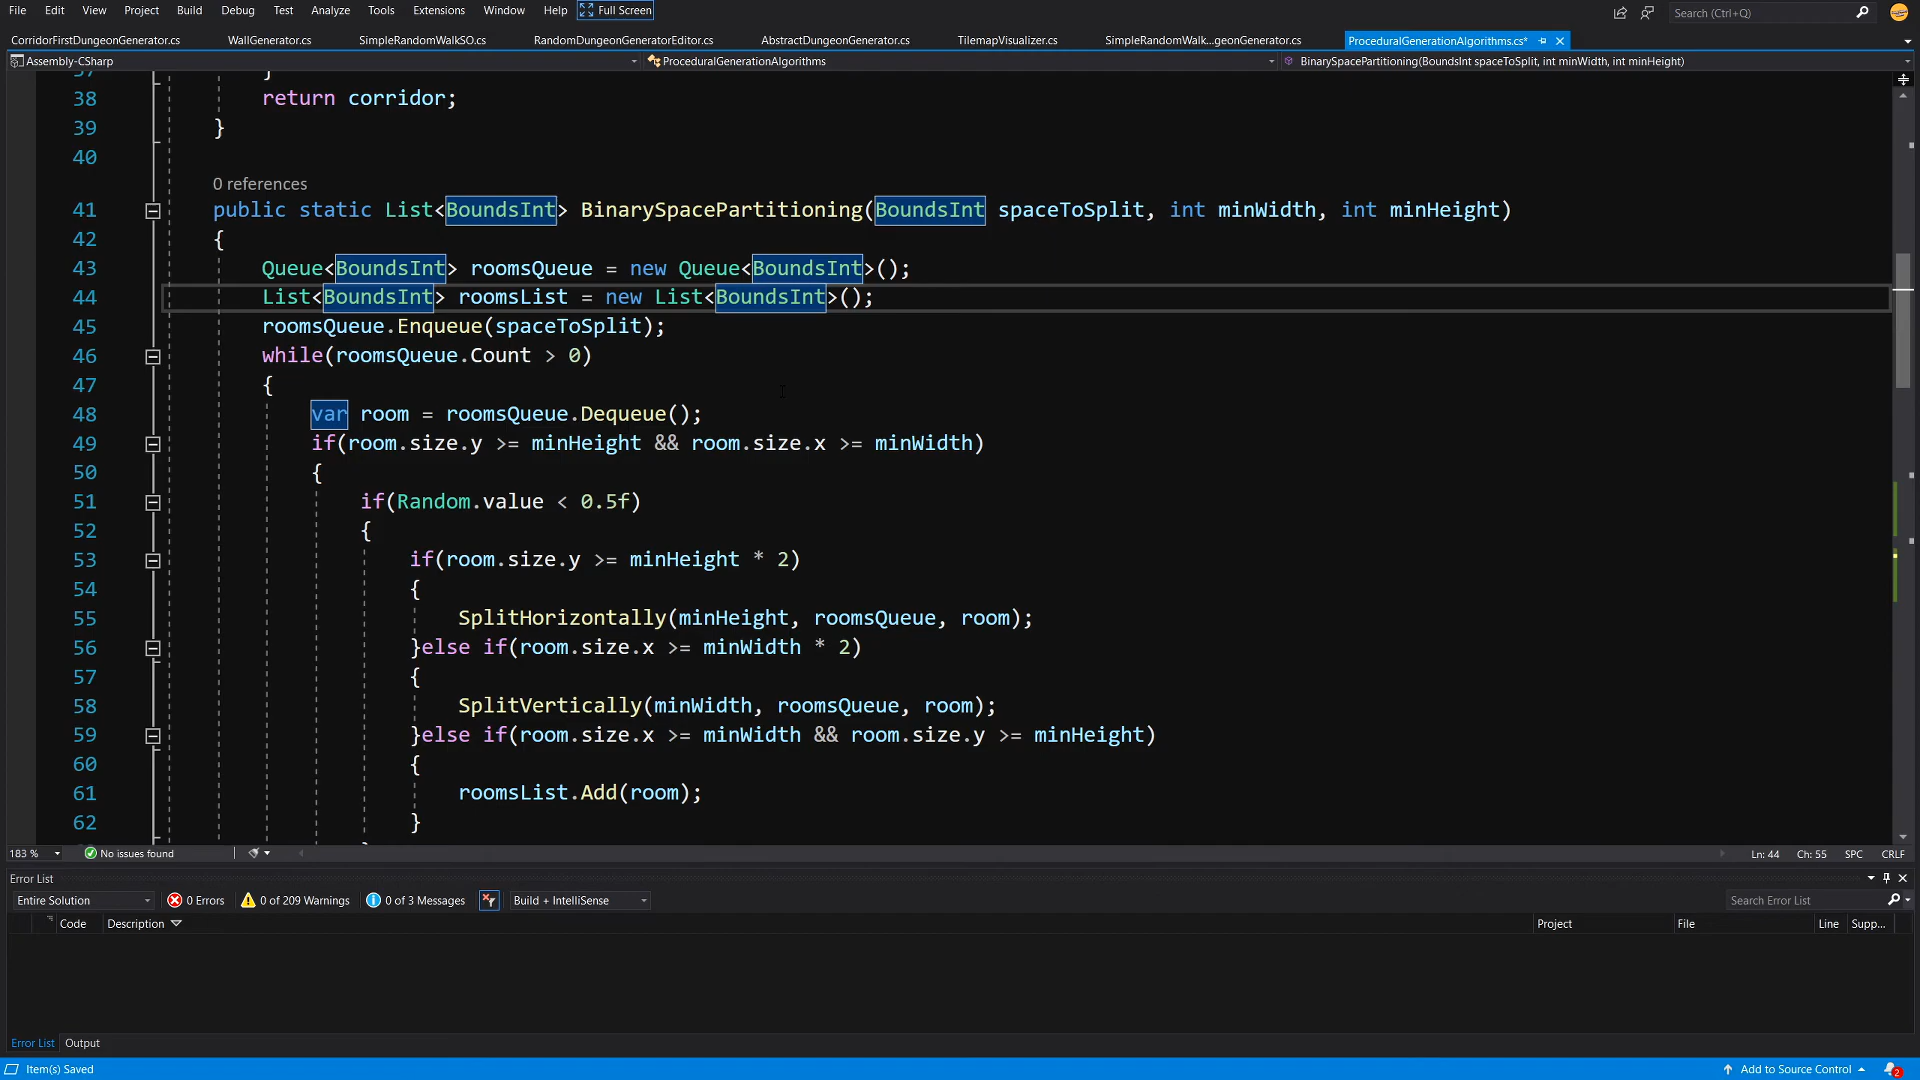 File Edit View Project Build Debug Test Analyze Tools Extensions Window Help Full Screen Search (Ctrl+Q)
CorridorFirstDungeonGenerator.cs WallGenerator.cs SimpleRandomWalkSO.cs RandomDungeonGeneratorEditor.cs AbstractDungeonGenerator.cs TilemapVisualizer.cs SimpleRandomWalk...geonGenerator.cs ProceduralGenerationAlgorithms.cs*
Assembly-CSharp ProceduralGenerationAlgorithms BinarySpacePartitioning(BoundsInt spaceToSplit, int minWidth, int minHeight)
37 }
38 return corridor;
39 }
40
0 references
41 public static List<BoundsInt> BinarySpacePartitioning(BoundsInt spaceToSplit, int minWidth, int minHeight)
42 {
43 Queue<BoundsInt> roomsQueue = new Queue<BoundsInt>();
44 List<BoundsInt> roomsList = new List<BoundsInt>();
45 roomsQueue.Enqueue(spaceToSplit);
46 while(roomsQueue.Count > 0)
47 {
48 var room = roomsQueue.Dequeue();
49 if(room.size.y >= minHeight && room.size.x >= minWidth)
50 {
51 if(Random.value < 0.5f)
52 {
53 if(room.size.y >= minHeight * 2)
54 {
55 SplitHorizontally(minHeight, roomsQueue, room);
56 }else if(room.size.x >= minWidth * 2)
57 {
58 SplitVertically(minWidth, roomsQueue, room);
59 }else if(room.size.x >= minWidth && room.size.y >= minHeight)
60 {
61 roomsList.Add(room);
62 }
183 % No issues found Ln: 44 Ch: 55 SPC CRLF
Error List
Entire Solution 0 Errors 0 of 209 Warnings 0 of 3 Messages Build + IntelliSense Search Error List
Code Description Project File Line Supp...
Error List Output
Item(s) Saved Add to Source Control 2